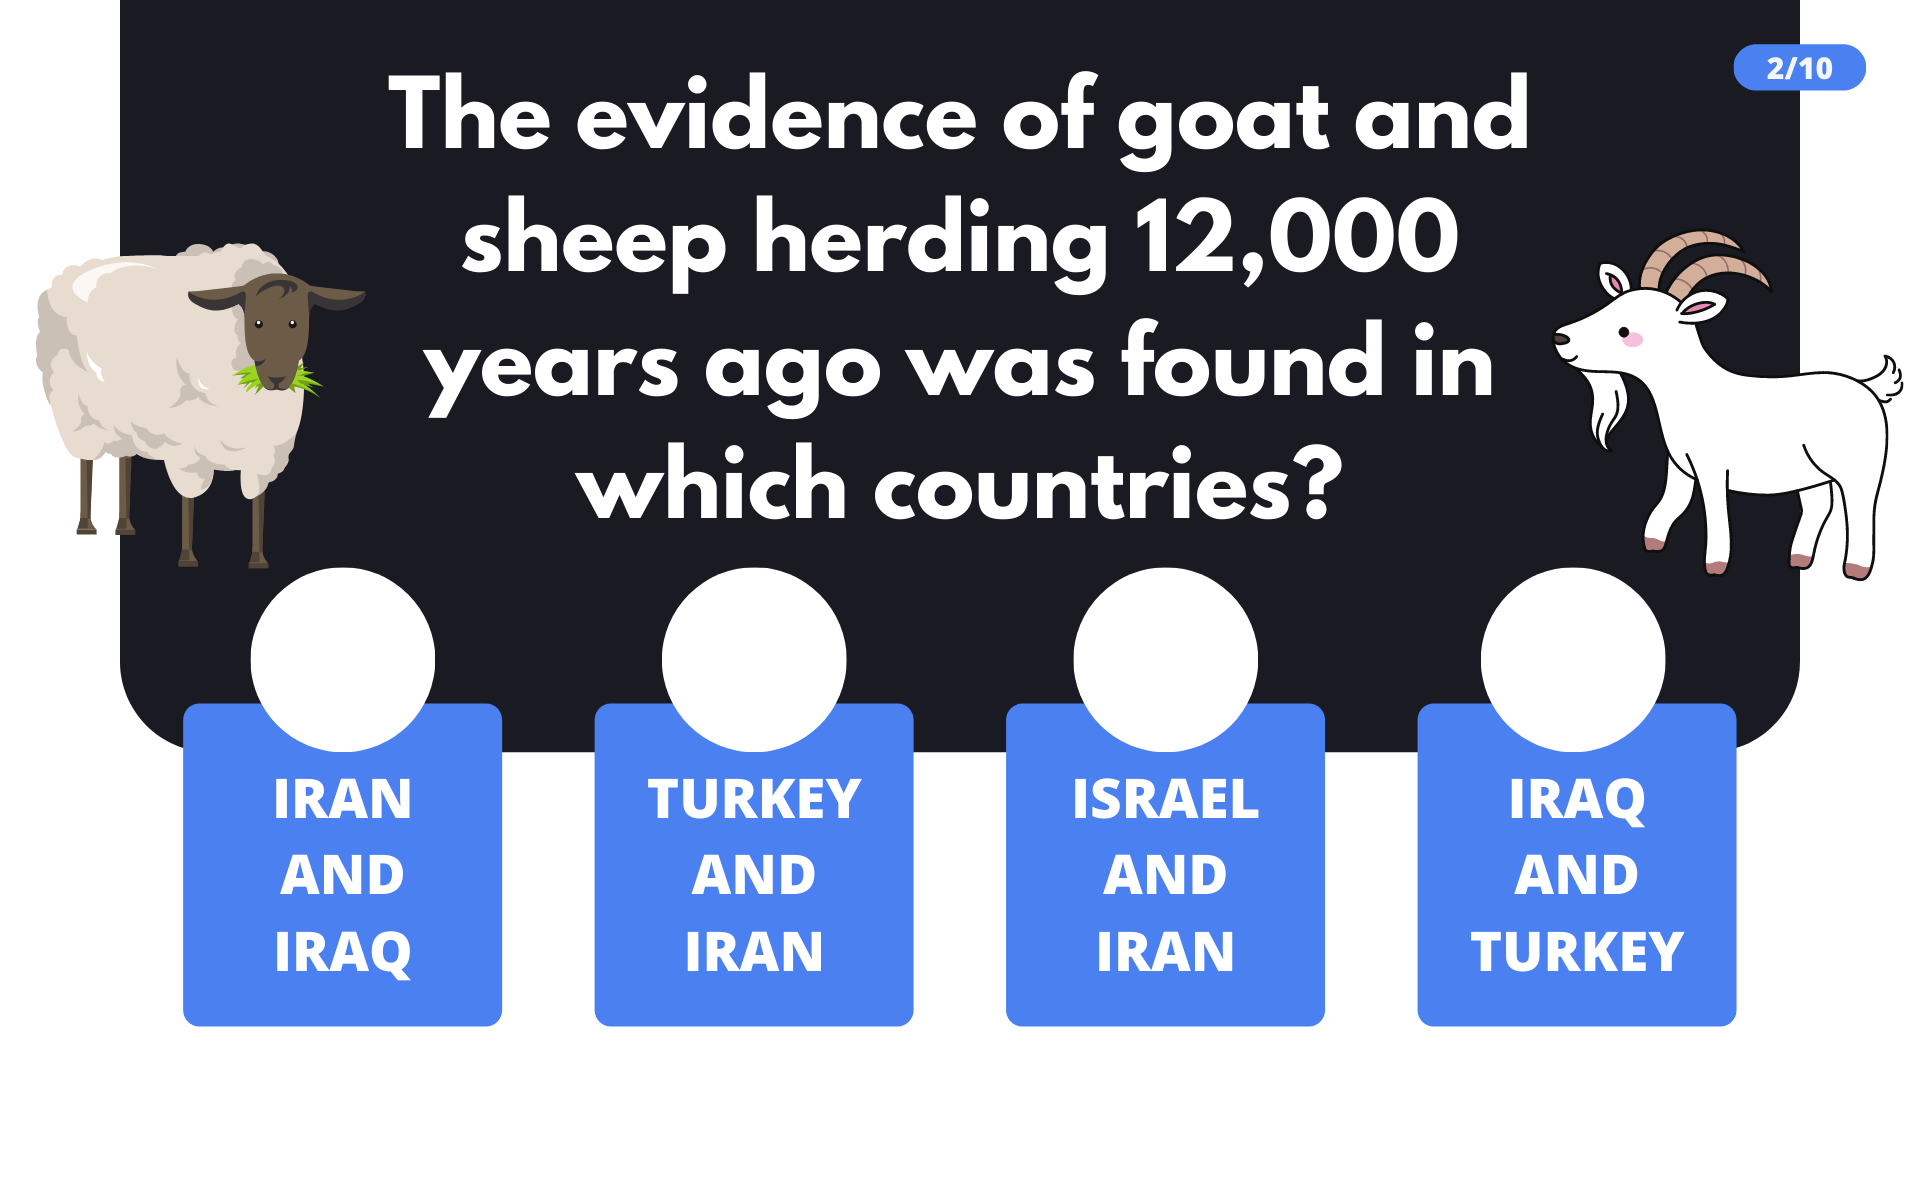 2/10
The evidence of goat and
sheep herding 12,000
years ago was found in
which countries?
IRAN
AND
IRAQ
TURKEY
AND
IRAN
ISRAEL
AND
IRAN
IRAQ
AND
TURKEY